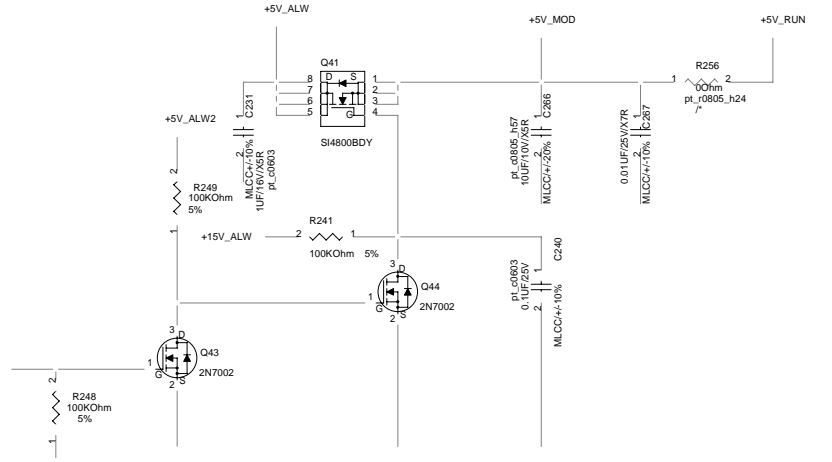 +5V_ALW
+5V_MOD
+5V_RUN
Q41
D
S
G
8
7
6
5
1
2
3
4
SI4800BDY
R256
1
2
0Ohm
pt_r0805_h24
/*
C231
1
2
MLCC+/-10%
1UF/16V/X5R
pt_c0603
C266
1
2
pt_c0805_h57
10UF/10V/X5R
MLCC/+/-20%
C267
1
2
0.01UF/25V/X7R
MLCC/+/-10%
+5V_ALW2
2
R249
100KOhm
5%
1
+15V_ALW
R241
2
1
100KOhm
5%
C240
1
2
pt_c0603
0.1UF/25V
MLCC/+/-10%
3
D
Q44
1
G
S
2
2N7002
3
D
Q43
1
G
S
2
2N7002
2
R248
100KOhm
5%
1